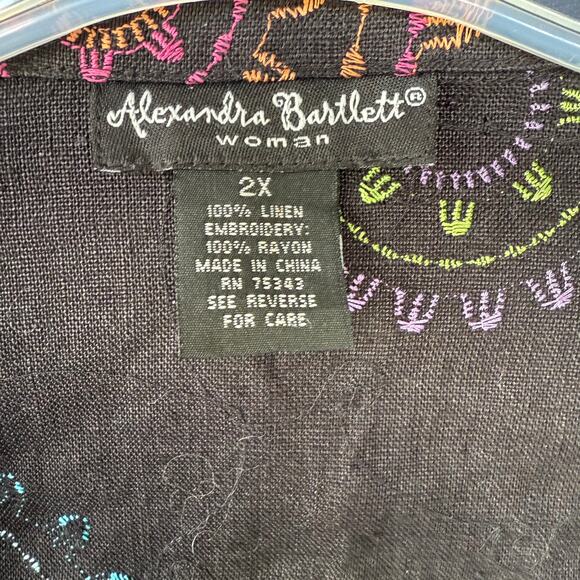 Alexandra Bartlett®
woman
2X
100% LINEN
EMBROIDERY:
100% RAYON
MADE IN CHINA
RN 75343
SEE REVERSE
FOR CARE